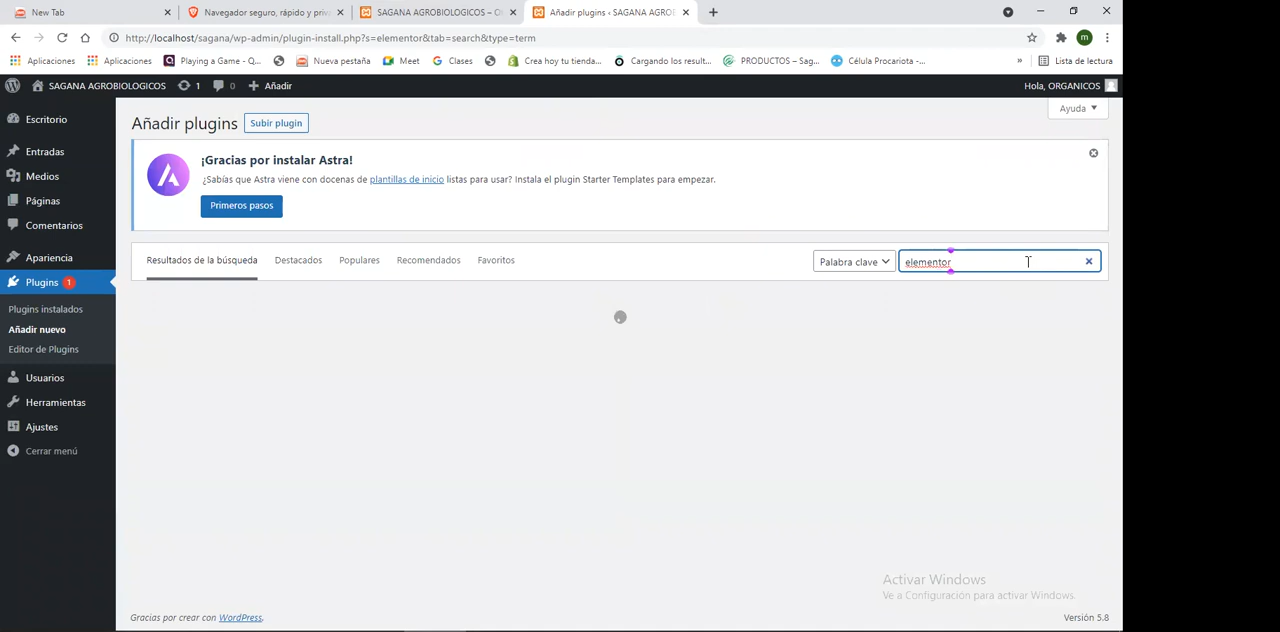 New Tab
Navegador seguro, rápido y priva
SAGANA AGROBIOLOGICOS – O
Añadir plugins ‹ SAGANA AGROB
http://localhost/sagana/wp-admin/plugin-install.php?s=elementor&tab=search&type=term
m
Aplicaciones
Aplicaciones
Playing a Game - Q...
Nueva pestaña
Meet
Clases
Crea hoy tu tienda...
Cargando los result...
PRODUCTOS – Sag...
Célula Procariota -...
»
Lista de lectura
SAGANA AGROBIOLOGICOS
1
0
Añadir
Hola, ORGANICOS
Escritorio
Entradas
Medios
Páginas
Comentarios
Apariencia
Plugins 1
Plugins instalados
Añadir nuevo
Editor de Plugins
Usuarios
Herramientas
Ajustes
Cerrar menú
Ayuda
Añadir plugins
Subir plugin
¡Gracias por instalar Astra!
¿Sabías que Astra viene con docenas de plantillas de inicio listas para usar? Instala el plugin Starter Templates para empezar.
Primeros pasos
Resultados de la búsqueda
Destacados
Populares
Recomendados
Favoritos
Palabra clave
elementor
Activar Windows
Ve a Configuración para activar Windows.
Gracias por crear con WordPress.
Versión 5.8